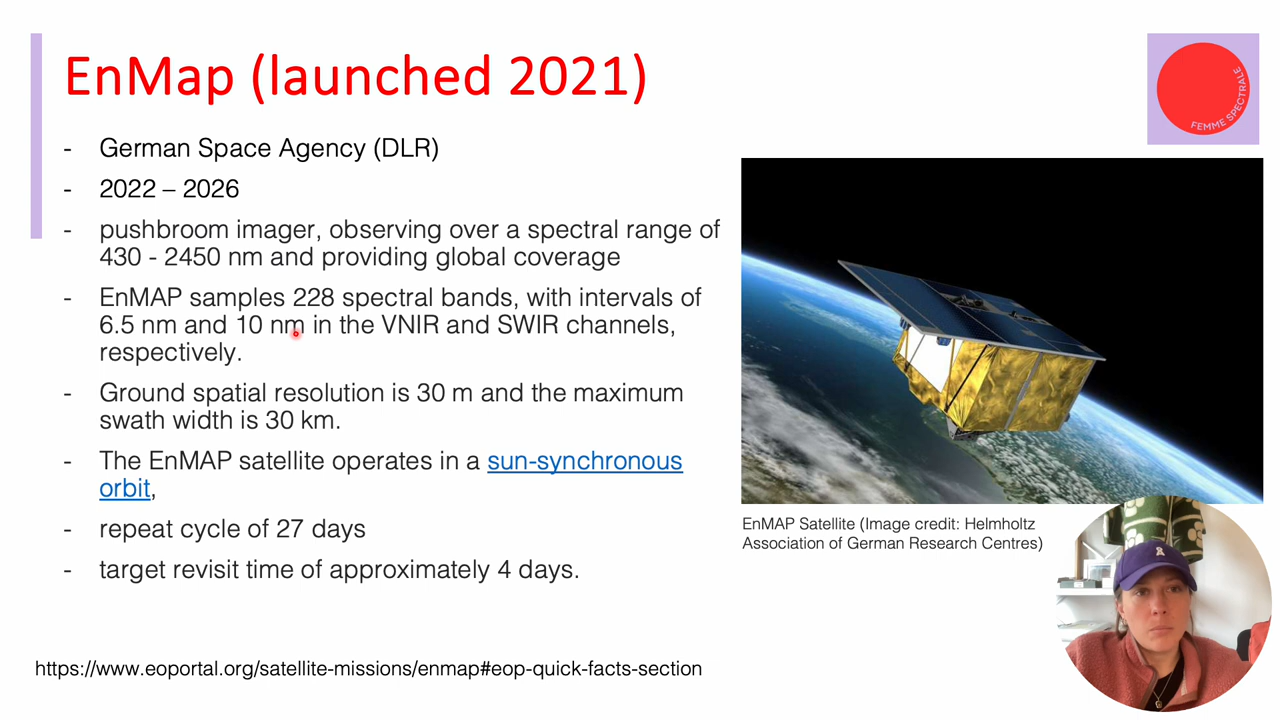 EnMap (launched 2021)
FEMME SPECTRALE
- German Space Agency (DLR)
- 2022 – 2026
- pushbroom imager, observing over a spectral range of
430 - 2450 nm and providing global coverage
- EnMAP samples 228 spectral bands, with intervals of
6.5 nm and 10 nm in the VNIR and SWIR channels,
respectively.
- Ground spatial resolution is 30 m and the maximum
swath width is 30 km.
- The EnMAP satellite operates in a sun-synchronous
orbit,
- repeat cycle of 27 days
- target revisit time of approximately 4 days.
EnMAP Satellite (Image credit: Helmholtz
Association of German Research Centres)
https://www.eoportal.org/satellite-missions/enmap#eop-quick-facts-section